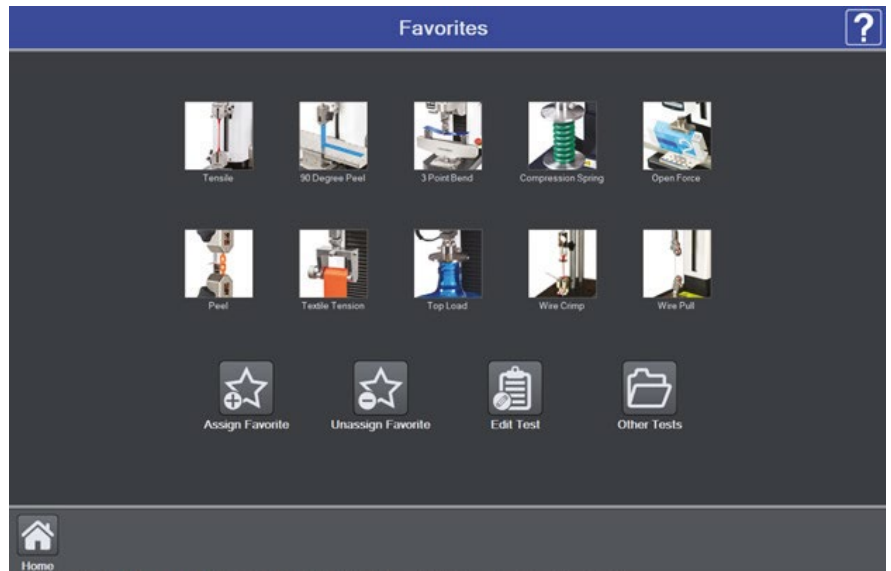 Favorites
?
Tensile
90 Degree Peel
3 Point Bend
Compression Spring
Open Force
Peel
Textile Tension
Top Load
Wire Crimp
Wire Pull
Assign Favorite
Unassign Favorite
Edit Test
Other Tests
Home